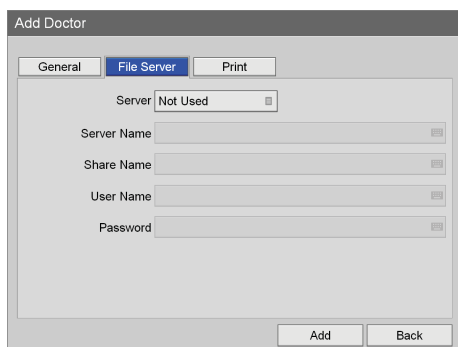 Add Doctor
General File Server Print
Server Not Used
Server Name
Share Name
User Name
Password
Add Back